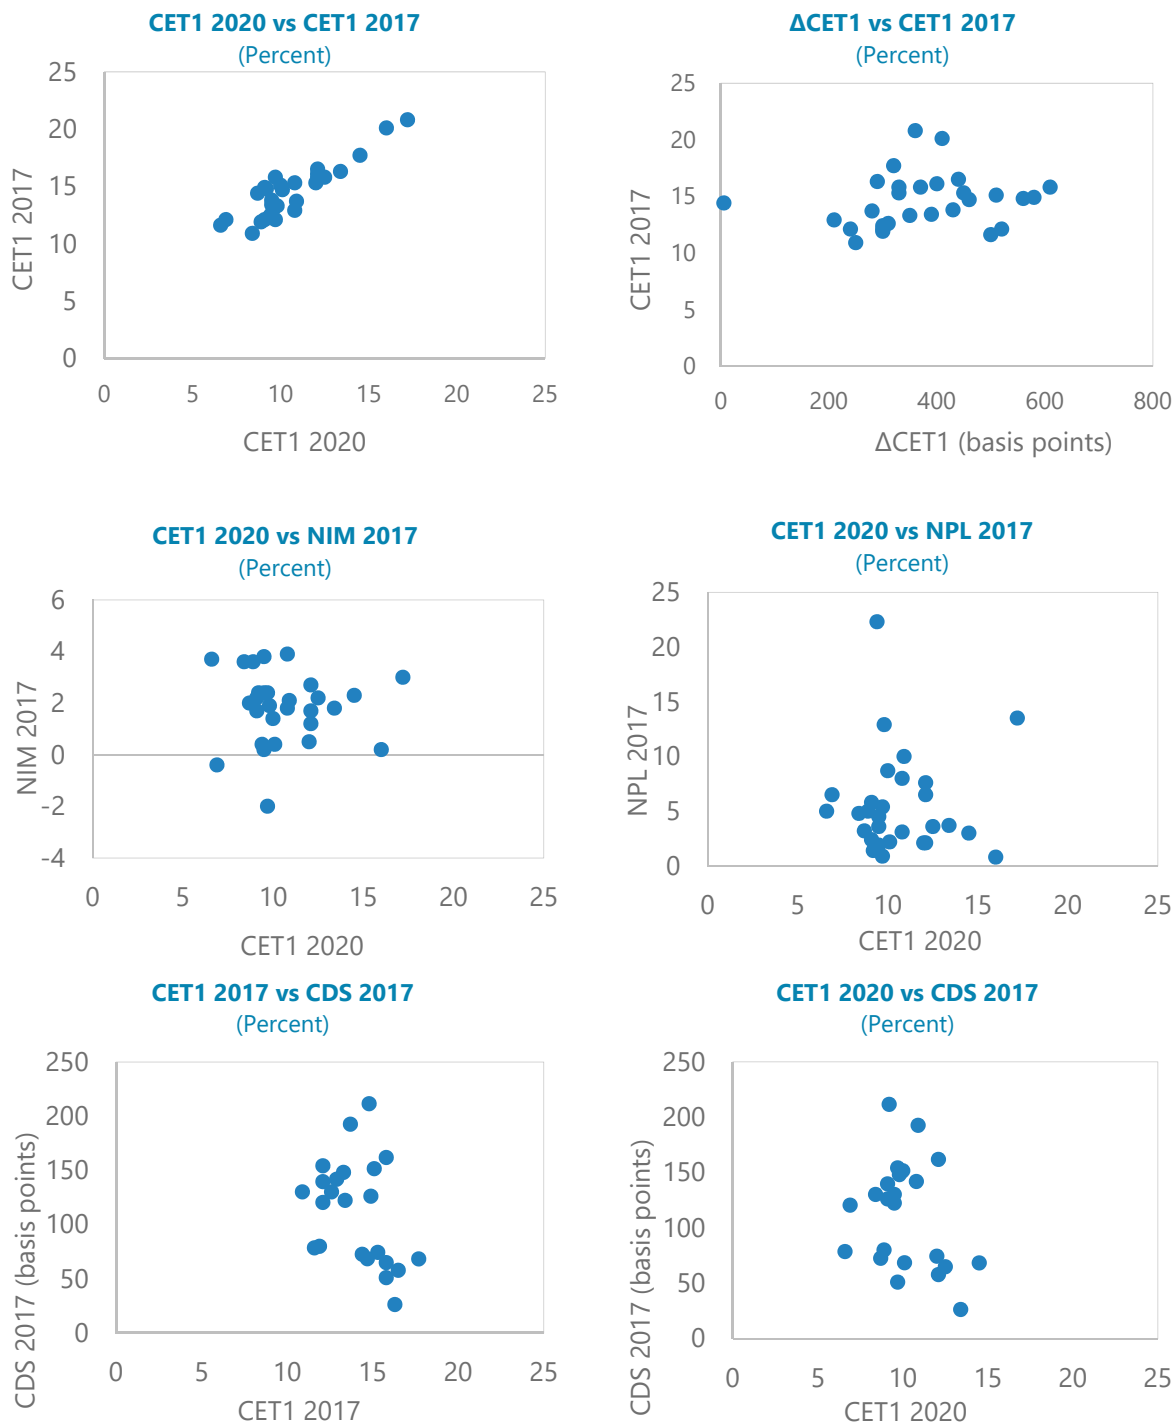 CET1 2020 vs CET1 2017
(Percent)
25
20
15
10
5
0
CET1 2017
0 5 10 15 20 25
CET1 2020
ΔCET1 vs CET1 2017
(Percent)
25
20
15
10
5
0
CET1 2017
0 200 400 600 800
ΔCET1 (basis points)
CET1 2020 vs NIM 2017
(Percent)
6
4
2
0
-2
-4
NIM 2017
0 5 10 15 20 25
CET1 2020
CET1 2020 vs NPL 2017
(Percent)
25
20
15
10
5
0
NPL 2017
0 5 10 15 20 25
CET1 2020
CET1 2017 vs CDS 2017
(Percent)
250
200
150
100
50
0
CDS 2017 (basis points)
0 5 10 15 20 25
CET1 2017
CET1 2020 vs CDS 2017
(Percent)
250
200
150
100
50
0
CDS 2017 (basis points)
0 5 10 15 20 25
CET1 2020